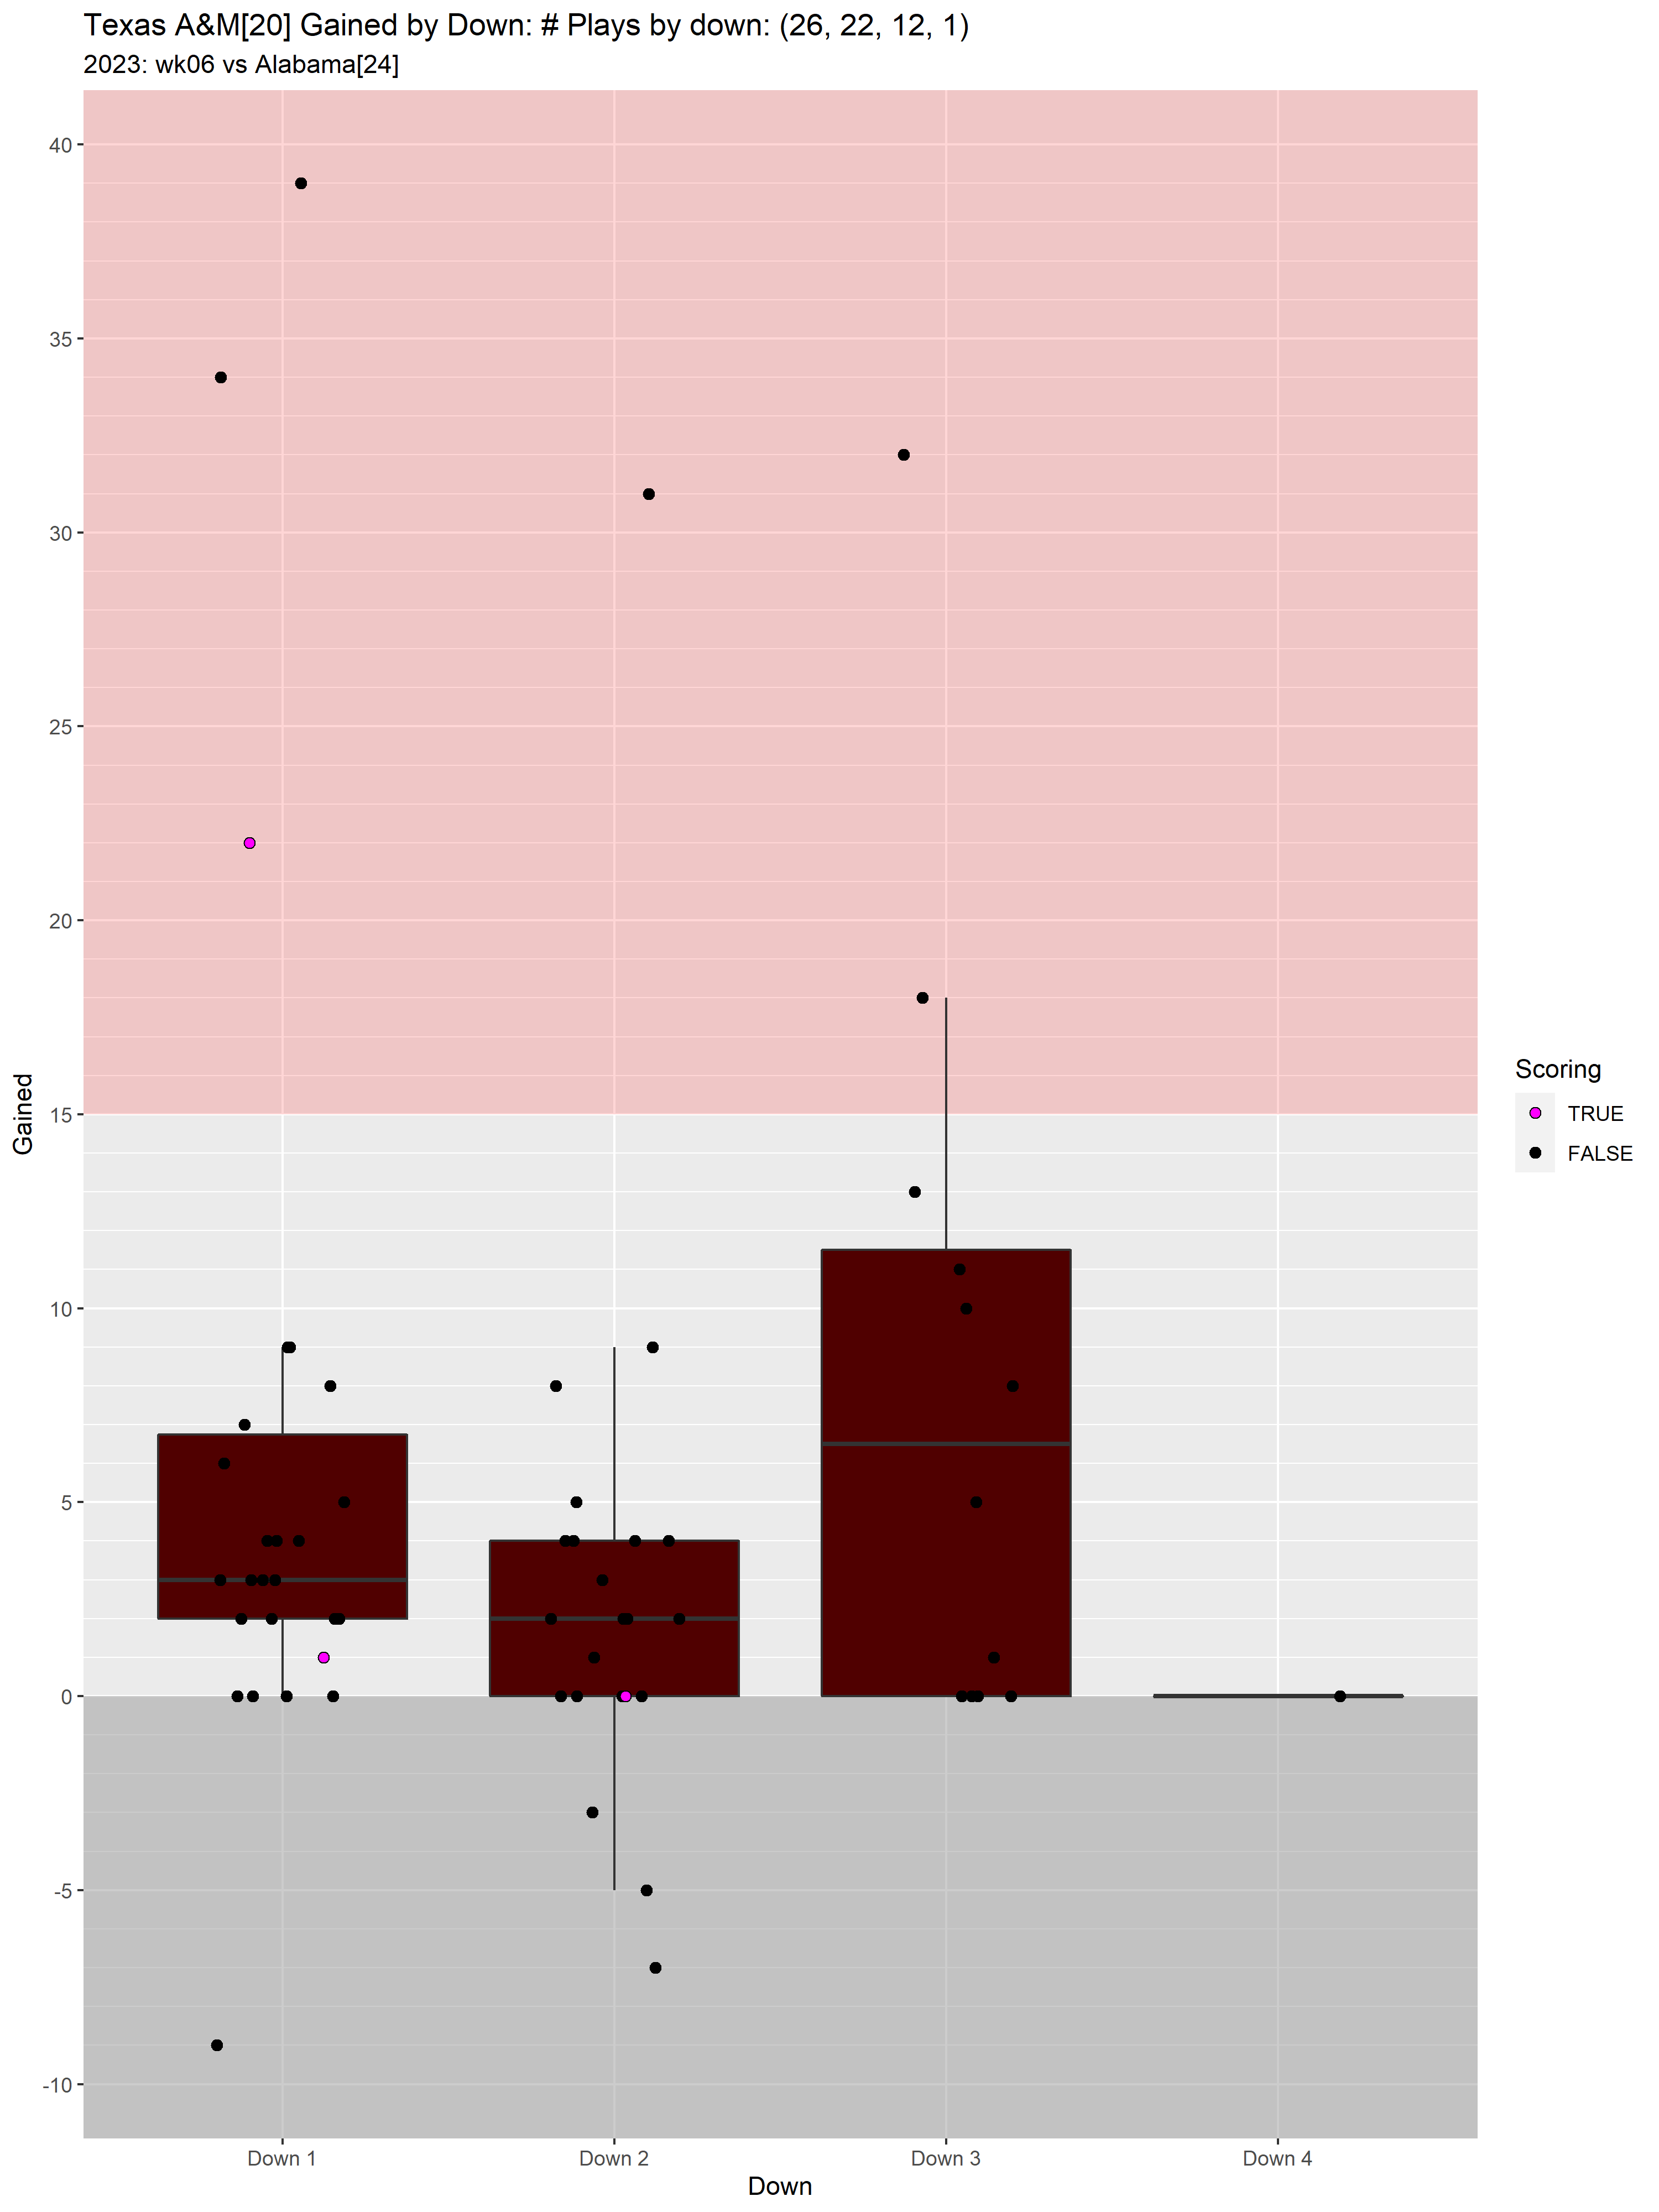 Texas A&M[20] Gained by Down: # Plays by down: (26, 22, 12, 1)
2023: wk06 vs Alabama[24]
Gained
40
35
30
25
20
15
10
5
0
-5
-10
Down 1
Down 2
Down 3
Down 4
Down
Scoring
TRUE
FALSE